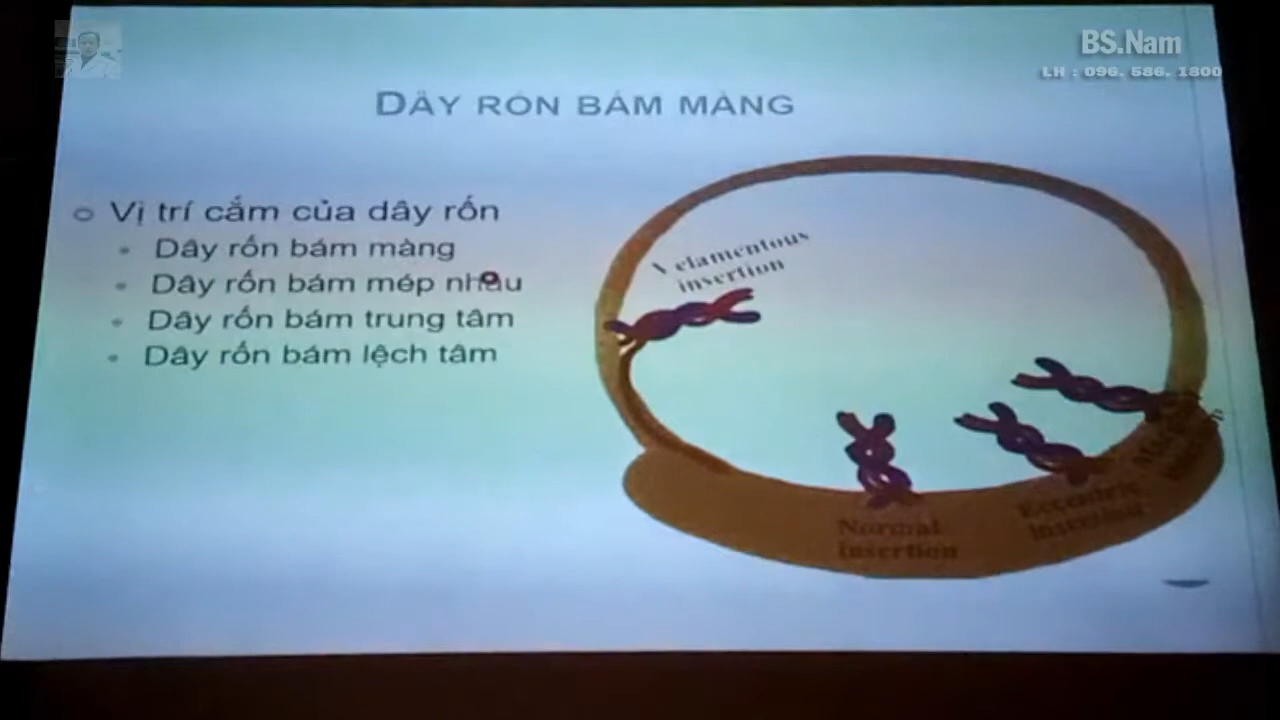 BS.Nam
LH : 096. 586. 1800
DÂY RỐN BÁM MÀNG
Vị trí cắm của dây rốn
Dây rốn bám màng
Dây rốn bám mép nhau
Dây rốn bám trung tâm
Dây rốn bám lệch tâm
Velamentous
insertion
Normal
insertion
Eccentric
insertion